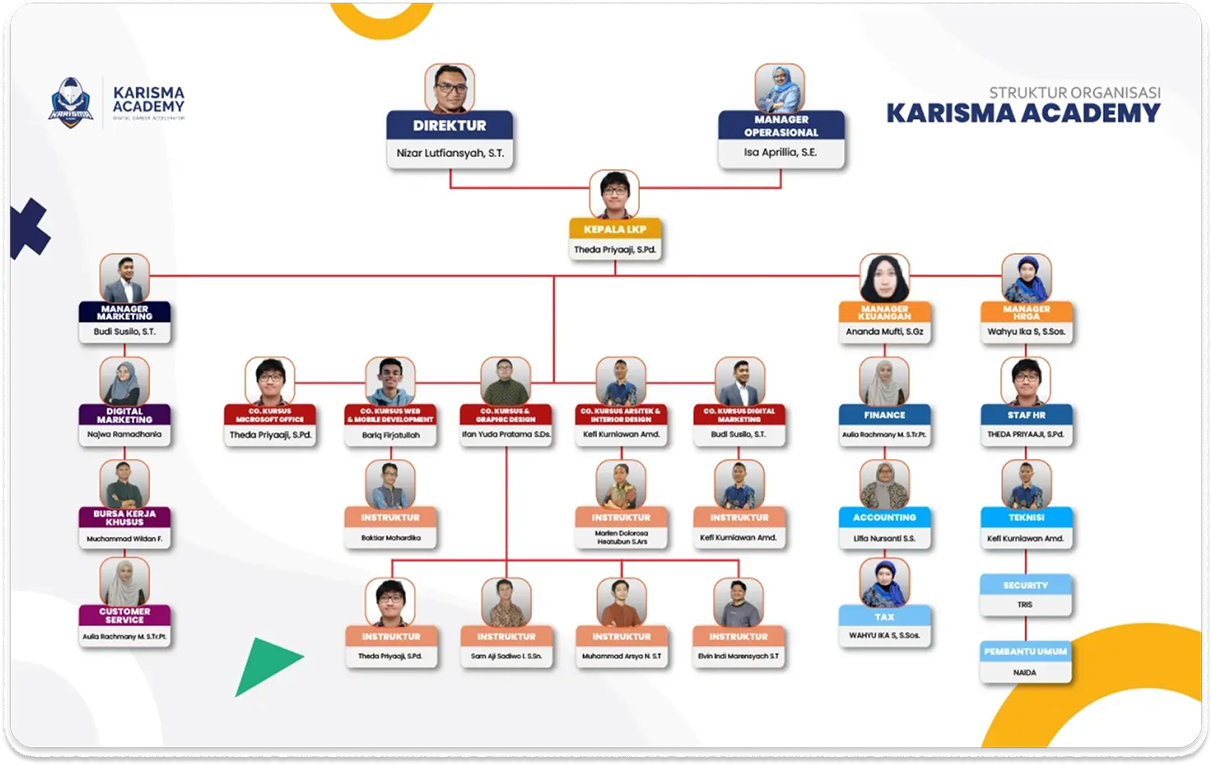 KARISMA
ACADEMY
DIGITAL CAREER ACCELERATOR
KARISMA
STRUKTUR ORGANISASI
KARISMA ACADEMY
DIREKTUR
Nizar Lutfiansyah, S.T.
MANAGER
OPERASIONAL
Isa Aprillia, S.E.
KEPALA LKP
Theda Priyaaji, S.Pd.
MANAGER
MARKETING
Budi Susilo, S.T.
MANAGER
KEUANGAN
Ananda Mufti, S.Gz
MANAGER
HRGA
Wahyu Ika S, S.Sos.
DIGITAL
MARKETING
Najwa Ramadhania
CO. KURSUS
MICROSOFT OFFICE
Theda Priyaaji, S.Pd.
CO. KURSUS WEB
& MOBILE DEVELOPMENT
Bariq Firjatullah
CO. KURSUS &
GRAPHIC DESIGN
Ifan Yuda Pratama S.Ds.
CO. KURSUS ARSITEK &
INTERIOR DESIGN
Kefi Kurniawan Amd.
CO. KURSUS DIGITAL
MARKETING
Budi Susilo, S.T.
FINANCE
Aulia Rachmany M. S.Tr.Pt.
STAF HR
THEDA PRIYAAJI, S.Pd.
BURSA KERJA
KHUSUS
Muchammad Wildan F.
INSTRUKTUR
Baktiar Mahardika
INSTRUKTUR
Marlen Dolorosa
Heatubun S.Ars
INSTRUKTUR
Kefi Kurniawan Amd.
ACCOUNTING
Lifia Nursanti S.S.
TEKNISI
Kefi Kurniawan Amd.
CUSTOMER
SERVICE
Aulia Rachmany M. S.Tr.Pt.
INSTRUKTUR
Theda Priyaaji, S.Pd.
INSTRUKTUR
Sam Aji Sadiwo I. S.Sn.
INSTRUKTUR
Muhammad Arsya N. S.T
INSTRUKTUR
Elvin Indi Marensyach S.T
TAX
WAHYU IKA S, S.Sos.
SECURITY
TRIS
PEMBANTU UMUM
NAIDA